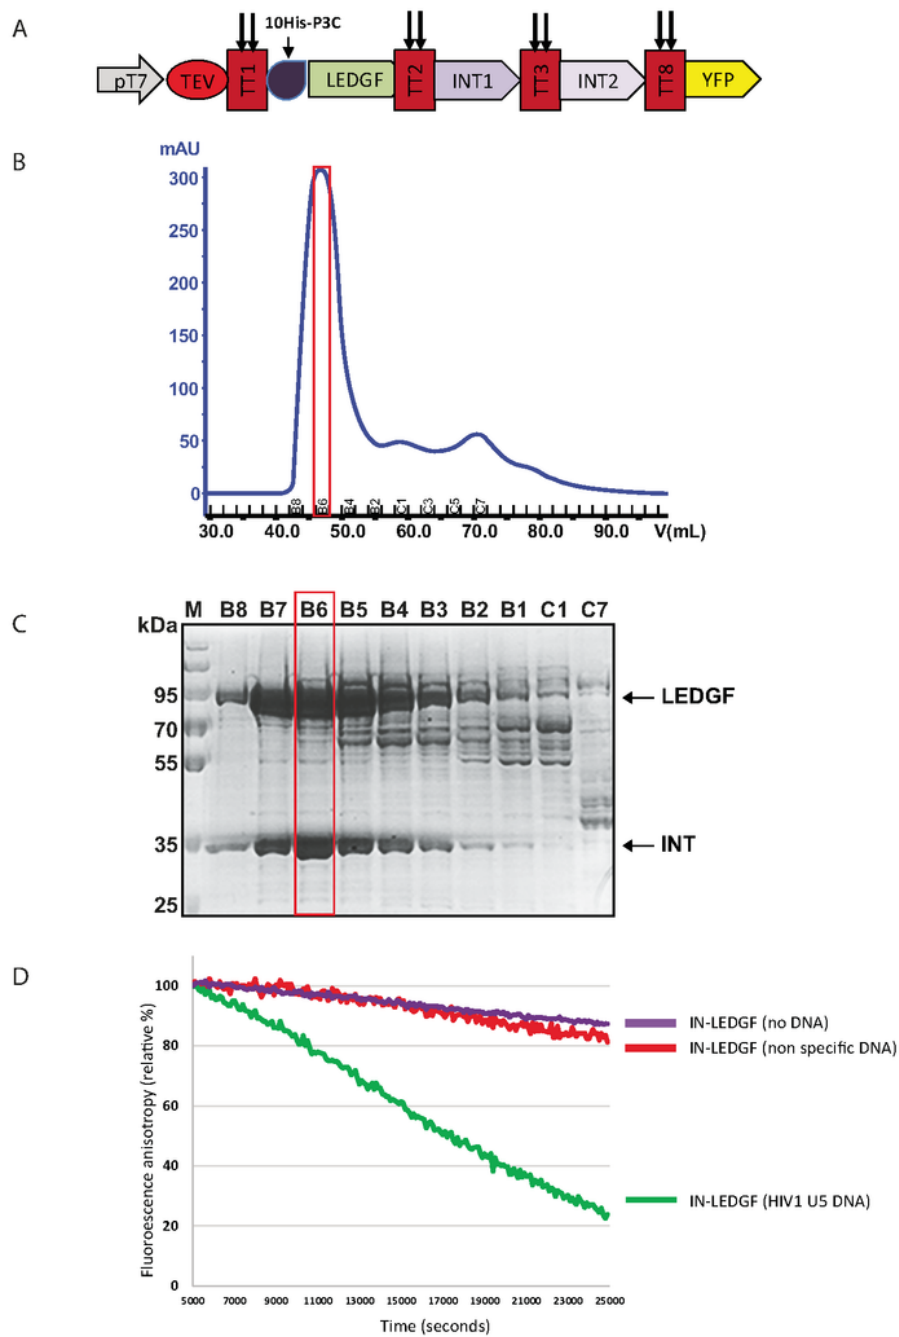 A
10His-P3C
pT7 TEV TT1 LEDGF TT2 INT1 TT3 INT2 TT8 YFP
B
mAU
300
250
200
150
100
50
0
B8 B6 B4 B2 C1 C3 C5 C7
30.0 40.0 50.0 60.0 70.0 80.0 90.0 V(mL)
C
M B8 B7 B6 B5 B4 B3 B2 B1 C1 C7
kDa
95
LEDGF
70
55
35
INT
25
D
Fluoroescence anisotropy (relative %)
100
80
60
40
20
0
IN-LEDGF (no DNA)
IN-LEDGF (non specific DNA)
IN-LEDGF (HIV1 U5 DNA)
5000 7000 9000 11000 13000 15000 17000 19000 21000 23000 25000
Time (seconds)